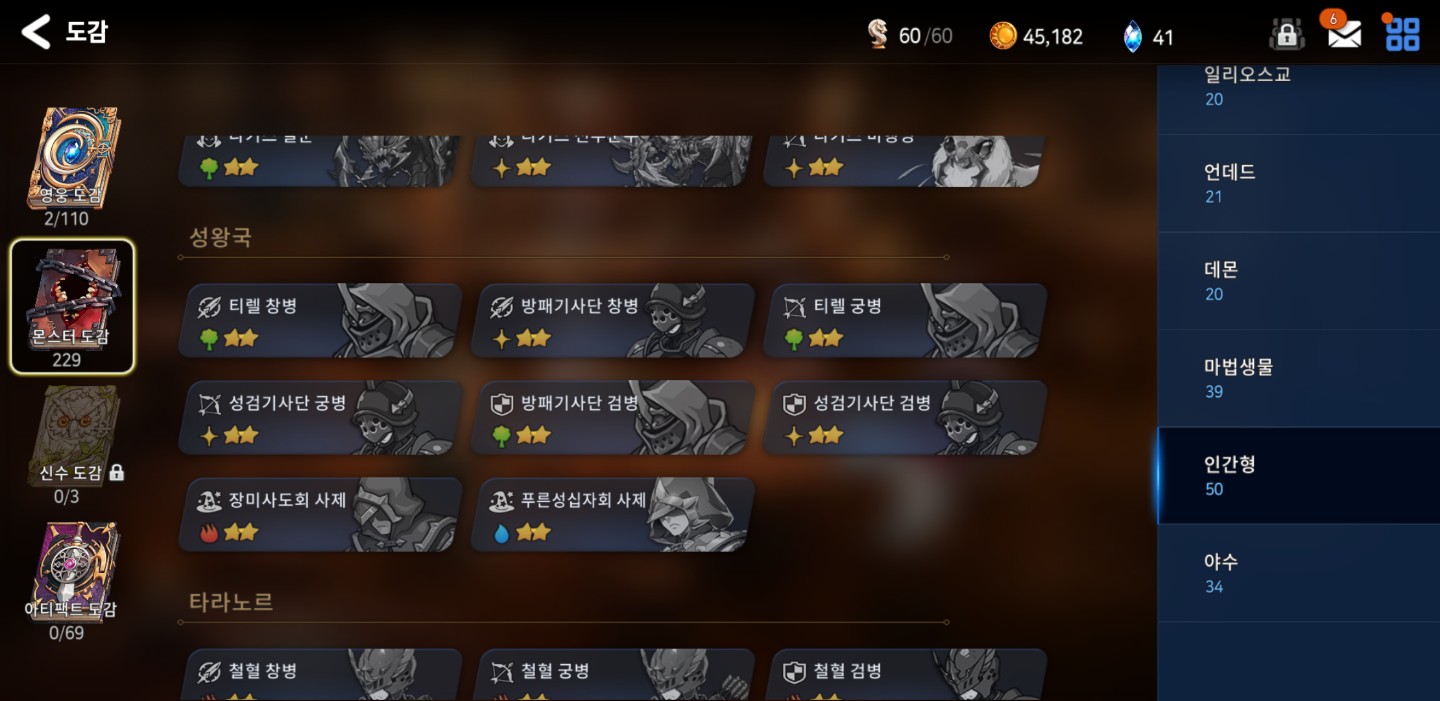 도감
60/60
45,182
41
6
영웅 도감
2/110
몬스터 도감
229
신수 도감
0/3
아티팩트 도감
0/69
성왕국
티렐 창병
방패기사단 창병
티렐 궁병
성검기사단 궁병
방패기사단 검병
성검기사단 검병
장미사도회 사제
푸른성십자회 사제
타라노르
철혈 창병
철혈 궁병
철혈 검병
일리오스교
20
언데드
21
데몬
20
마법생물
39
인간형
50
야수
34